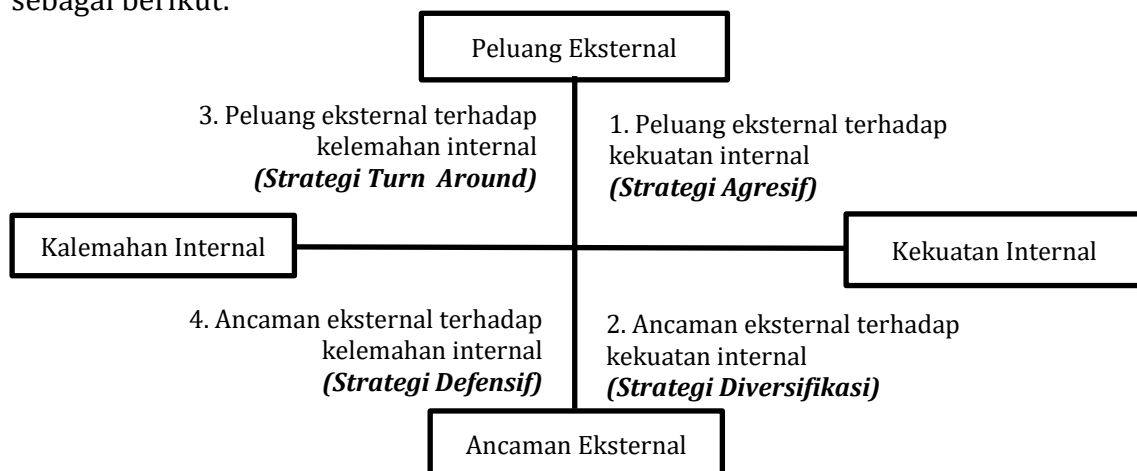 sebagai berikut.
Peluang Eksternal
3. Peluang eksternal terhadap
kelemahan internal
(Strategi Turn Around)
1. Peluang eksternal terhadap
kekuatan internal
(Strategi Agresif)
Kalemahan Internal
Kekuatan Internal
4. Ancaman eksternal terhadap
kelemahan internal
(Strategi Defensif)
2. Ancaman eksternal terhadap
kekuatan internal
(Strategi Diversifikasi)
Ancaman Eksternal